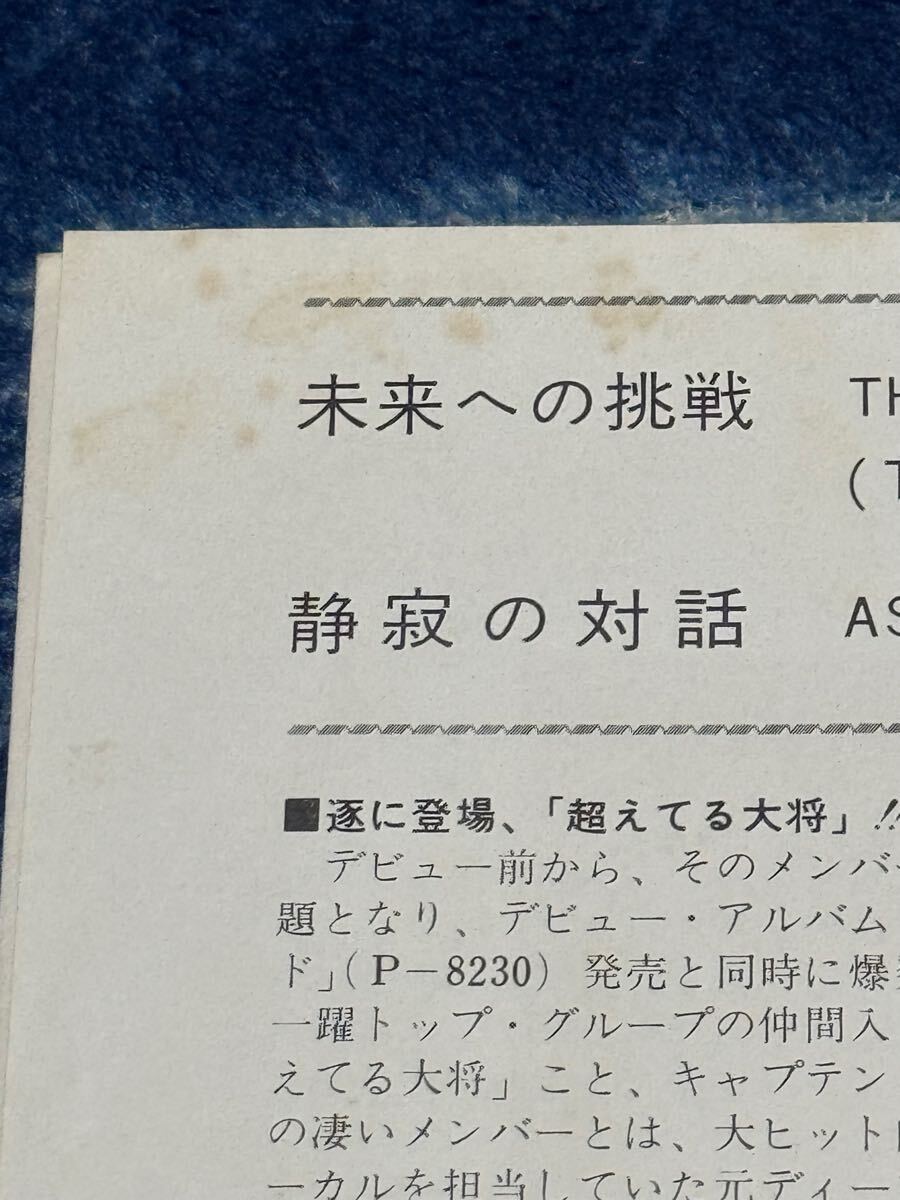 未来への挑戦 TH
(T
静寂の対話 AS
■逐に登場、「超えてる大将」!!
デビュー前から、そのメンバー
題となり、デビュー・アルバム
ド」(P−8230) 発売と同時に爆発
一躍トップ・グループの仲間入
えてる大将」こと、キャプテン
の凄いメンバーとは、大ヒット
ーカルを担当していた元ディー